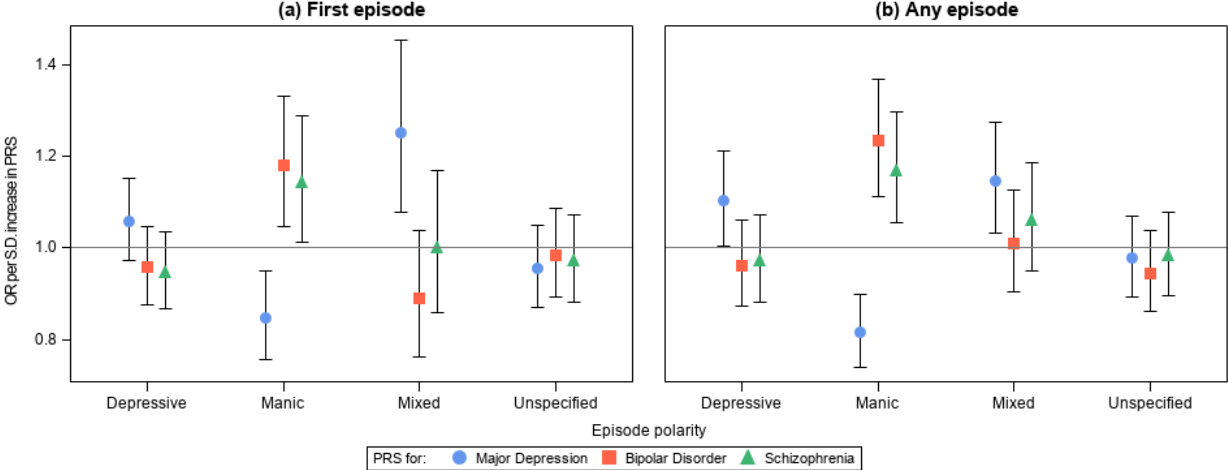 (a) First episode
(b) Any episode
OR per S.D. increase in PRS
1.4
1.2
1.0
0.8
Depressive Manic Mixed Unspecified
Depressive Manic Mixed Unspecified
Episode polarity
PRS for: Major Depression Bipolar Disorder Schizophrenia